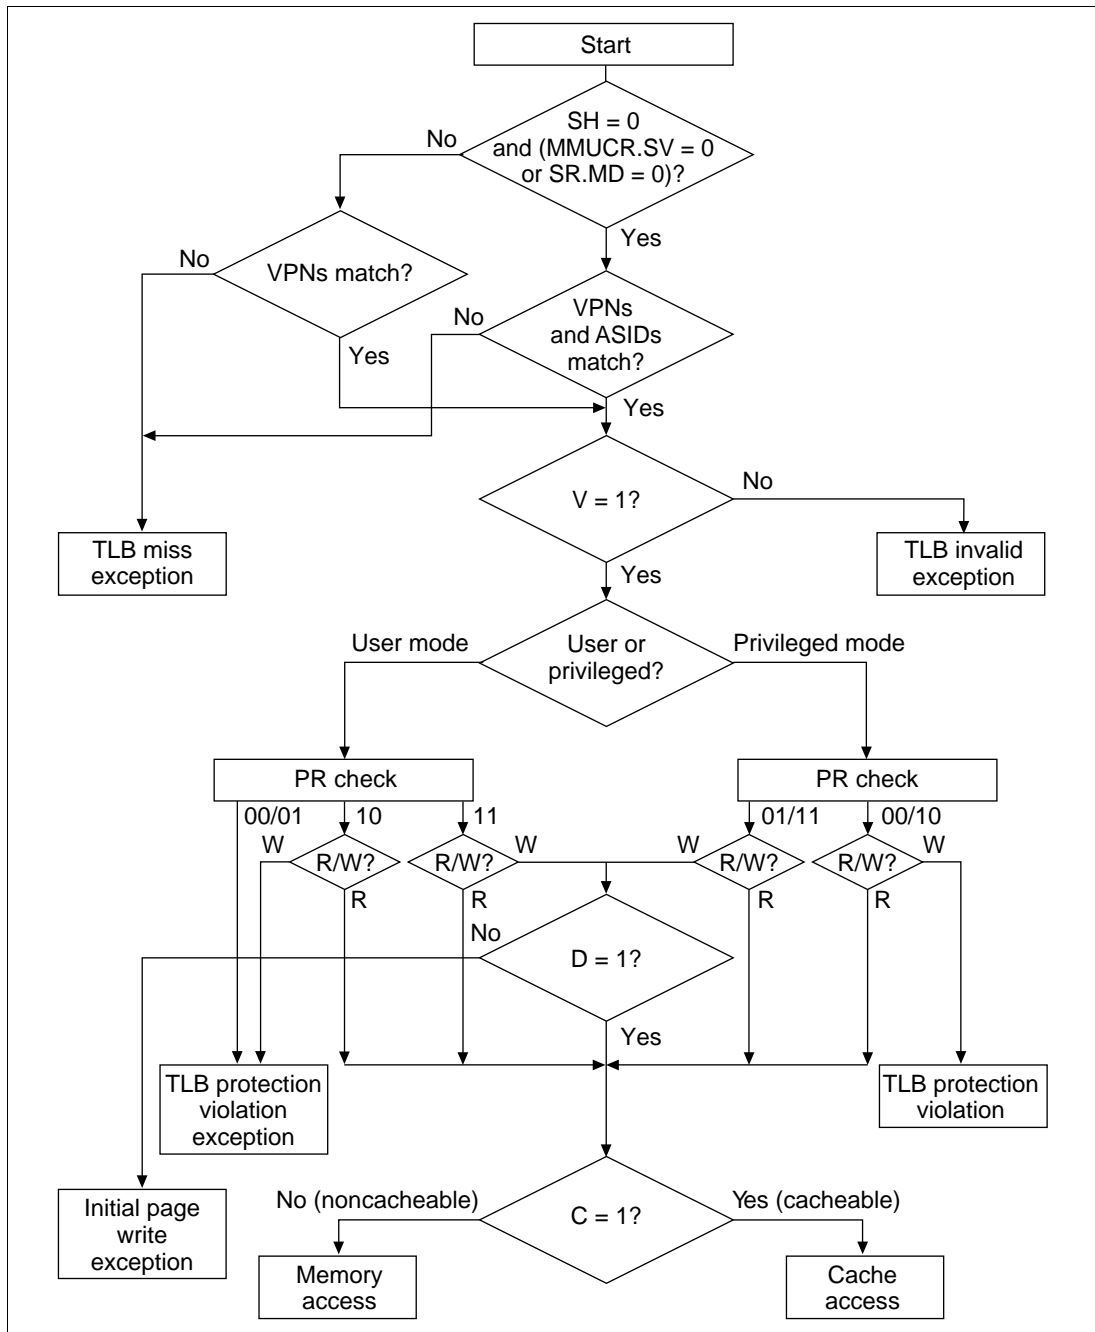 Start
SH = 0
and (MMUCR.SV = 0
or SR.MD = 0)?
No
Yes
No
VPNs match?
Yes
No
VPNs
and ASIDs
match?
Yes
V = 1?
No
Yes
TLB miss
exception
TLB invalid
exception
User mode
User or
privileged?
Privileged mode
PR check
PR check
00/01
10
11
01/11
00/10
W
R/W?
R/W?
W
W
R/W?
R/W?
W
R
R
R
R
No
D = 1?
Yes
TLB protection
violation
exception
TLB protection
violation
Initial page
write
exception
No (noncacheable)
C = 1?
Yes (cacheable)
Memory
access
Cache
access